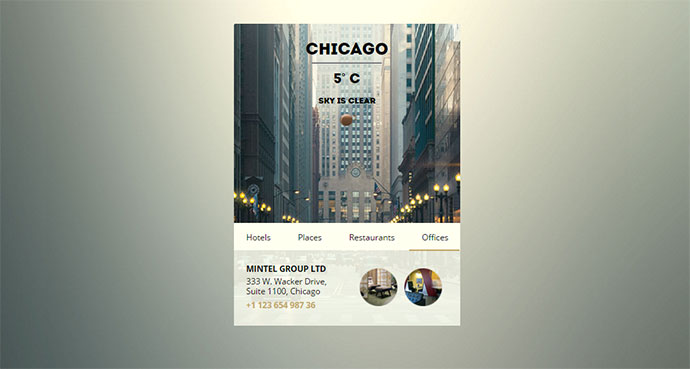 CHICAGO
5° C
SKY IS CLEAR
Hotels Places Restaurants Offices
MINTEL GROUP LTD
333 W. Wacker Drive,
Suite 1100, Chicago
+1 123 654 987 36